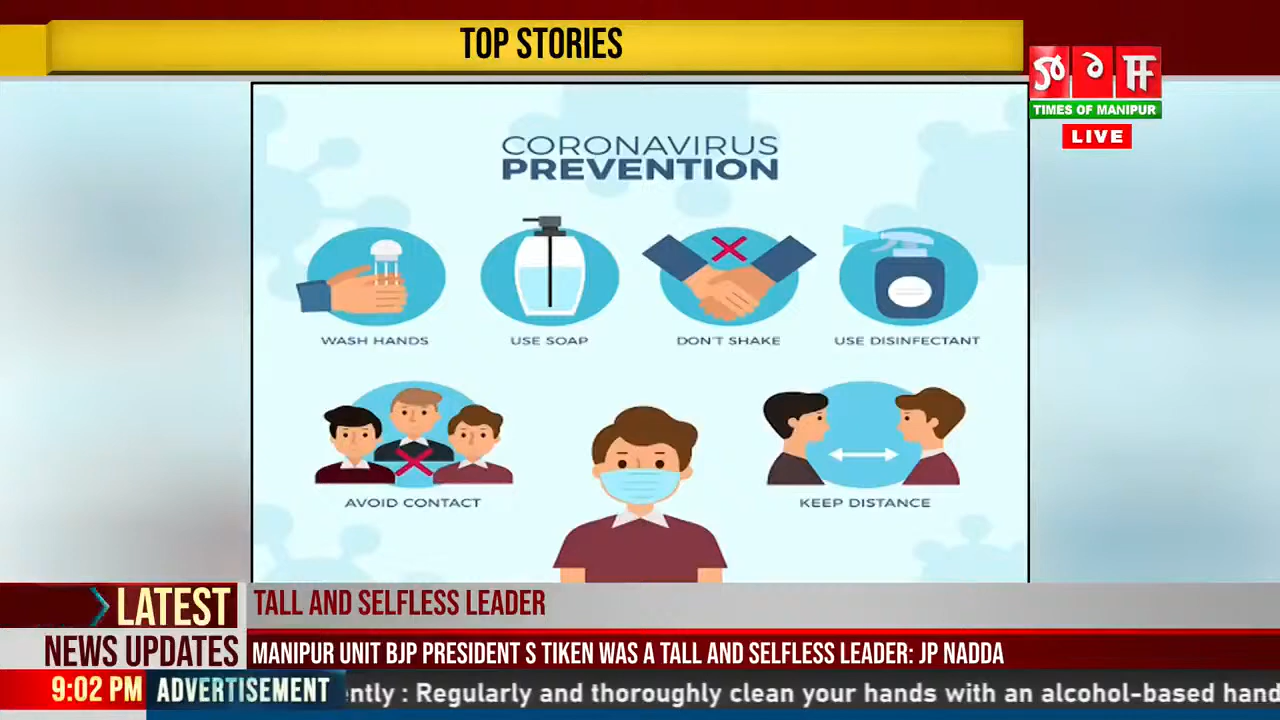 TOP STORIES
TIMES OF MANIPUR
LIVE
CORONAVIRUS
PREVENTION
WASH HANDS
USE SOAP
DON'T SHAKE
USE DISINFECTANT
AVOID CONTACT
KEEP DISTANCE
LATEST
NEWS UPDATES
TALL AND SELFLESS LEADER
MANIPUR UNIT BJP PRESIDENT S TIKEN WAS A TALL AND SELFLESS LEADER: JP NADDA
9:02 PM
ADVERTISEMENT
ntly : Regularly and thoroughly clean your hands with an alcohol-based hand